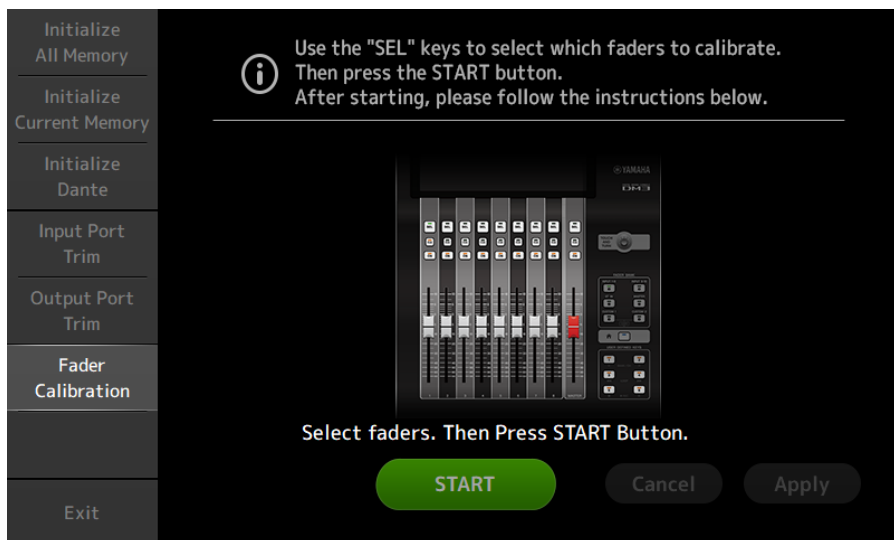 Initialize
All Memory
Initialize
Current Memory
Initialize
Dante
Input Port
Trim
Output Port
Trim
Fader
Calibration
Exit
Use the "SEL" keys to select which faders to calibrate.
Then press the START button.
After starting, please follow the instructions below.
YAMAHA
DM3
Select faders. Then Press START Button.
START
Cancel
Apply